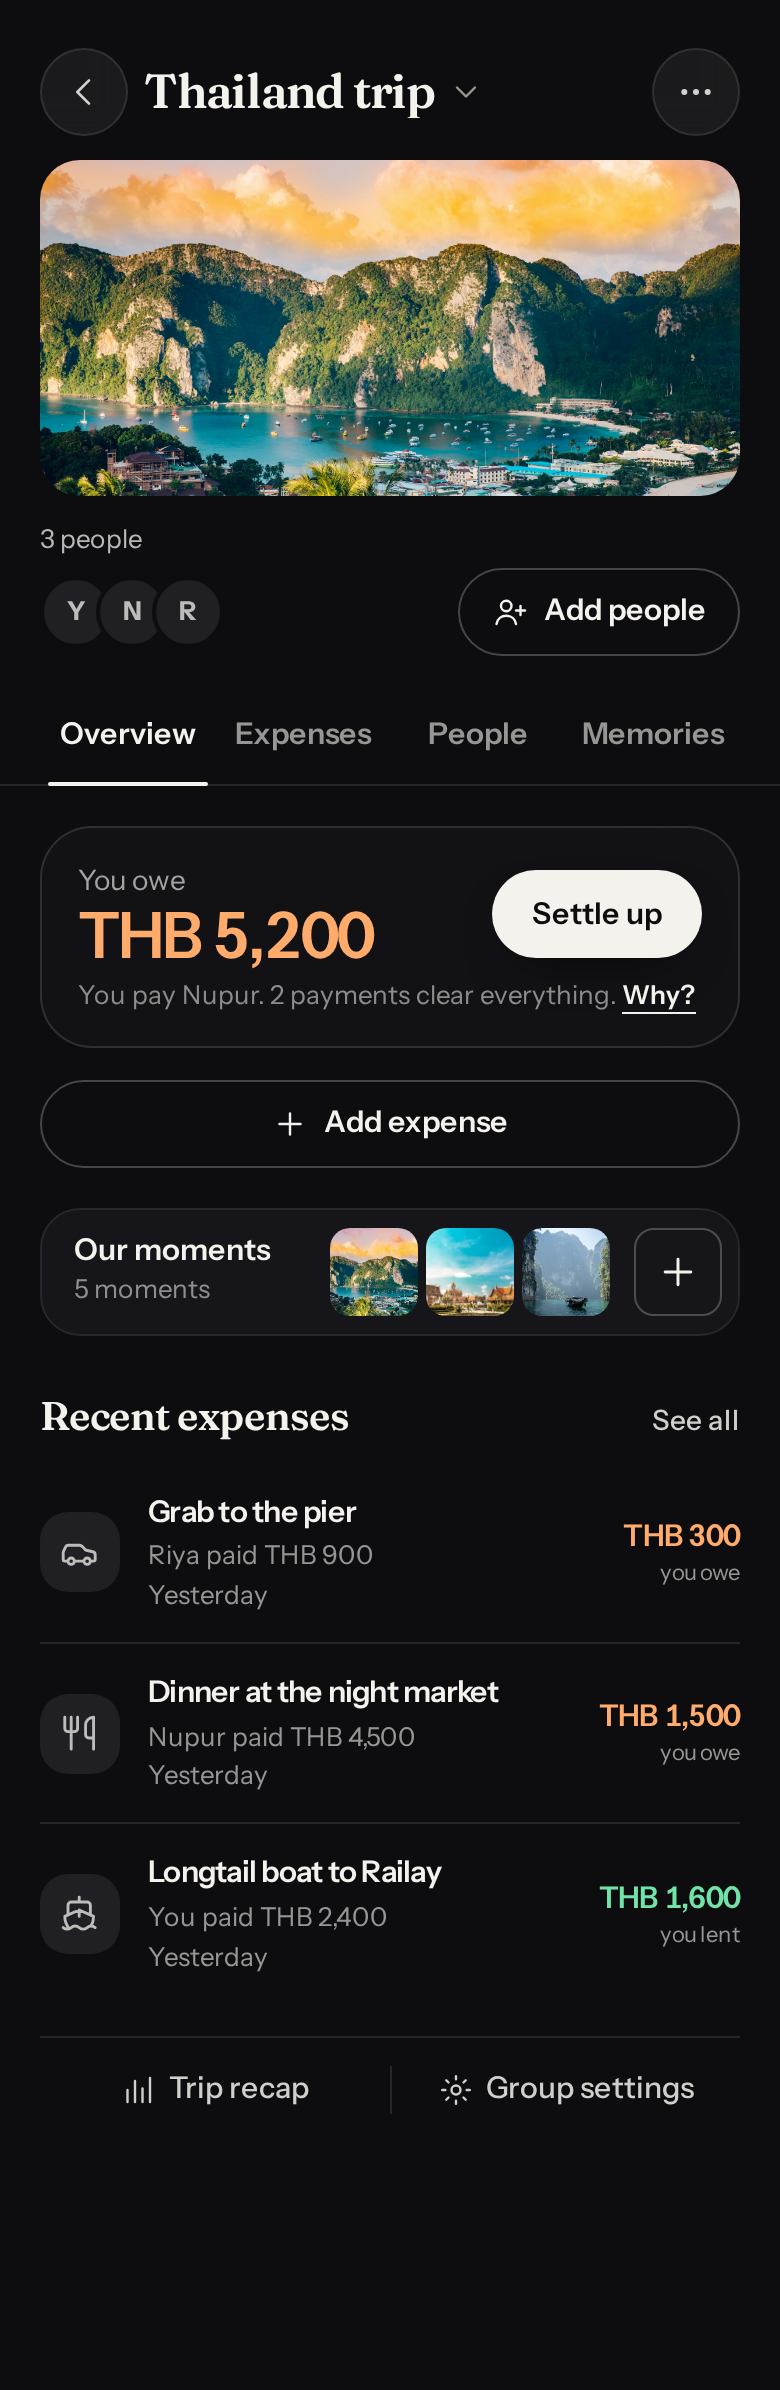 Thailand trip
3 people
Y N R
Add people
Overview Expenses People Memories
You owe
THB 5,200
Settle up
You pay Nupur. 2 payments clear everything. Why?
Add expense
Our moments
5 moments
Recent expenses
See all
Grab to the pier
Riya paid THB 900
Yesterday
THB 300
you owe
Dinner at the night market
Nupur paid THB 4,500
Yesterday
THB 1,500
you owe
Longtail boat to Railay
You paid THB 2,400
Yesterday
THB 1,600
you lent
Trip recap
Group settings